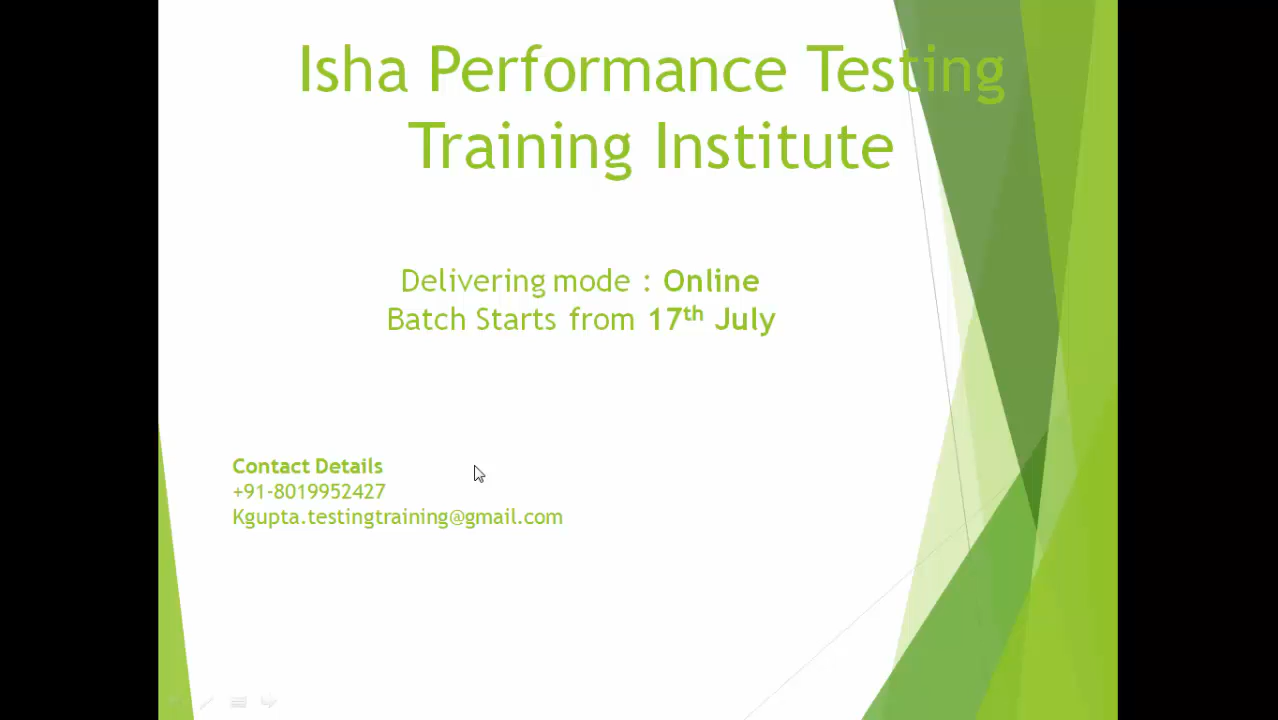 Isha Performance Testing
Training Institute
Delivering mode : Online
Batch Starts from 17th July
Contact Details
+91-8019952427
Kgupta.testingtraining@gmail.com